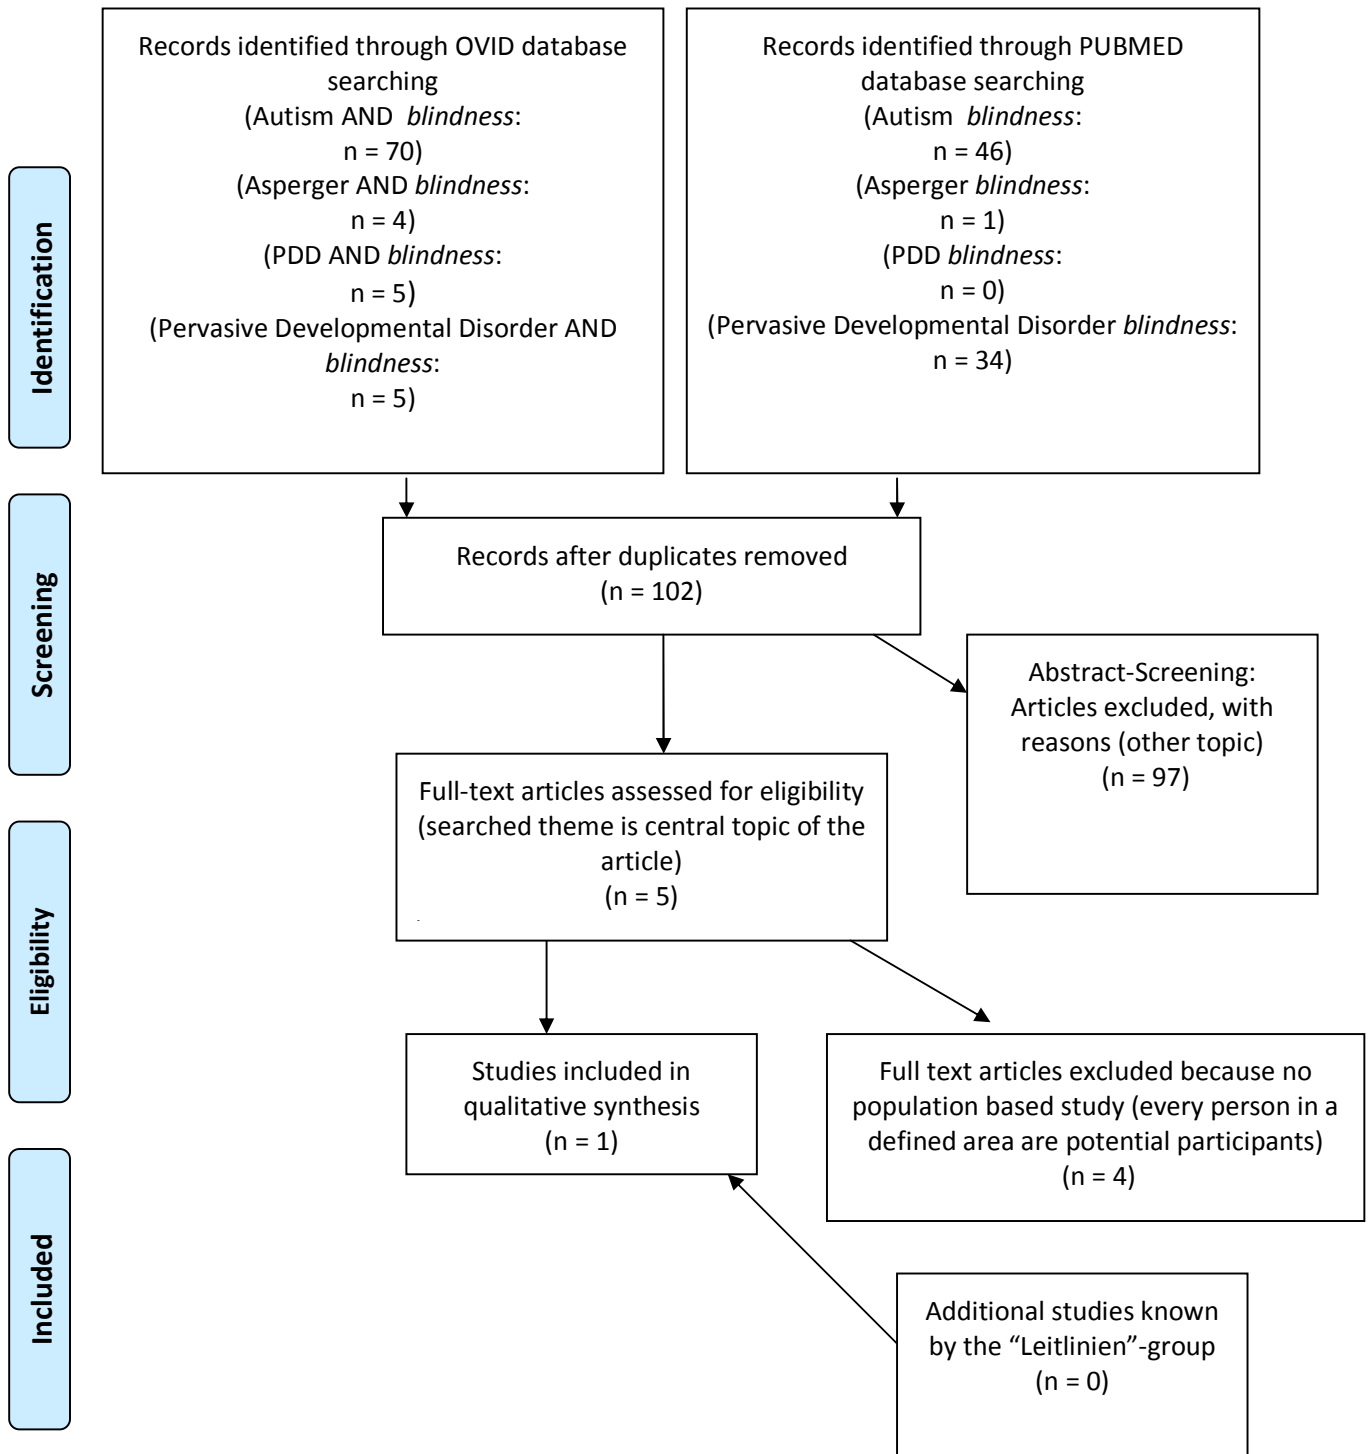 Records identified through OVID database
searching
(Autism AND blindness:
n = 70)
(Asperger AND blindness:
n = 4)
(PDD AND blindness:
n = 5)
(Pervasive Developmental Disorder AND
blindness:
n = 5)
Records identified through PUBMED
database searching
(Autism blindness:
n = 46)
(Asperger blindness:
n = 1)
(PDD blindness:
n = 0)
(Pervasive Developmental Disorder blindness:
n = 34)
Identification
Records after duplicates removed
(n = 102)
Screening
Abstract-Screening:
Articles excluded, with
reasons (other topic)
(n = 97)
Full-text articles assessed for eligibility
(searched theme is central topic of the
article)
(n = 5)
Eligibility
Studies included in
qualitative synthesis
(n = 1)
Full text articles excluded because no
population based study (every person in a
defined area are potential participants)
(n = 4)
Included
Additional studies known
by the “Leitlinien”-group
(n = 0)